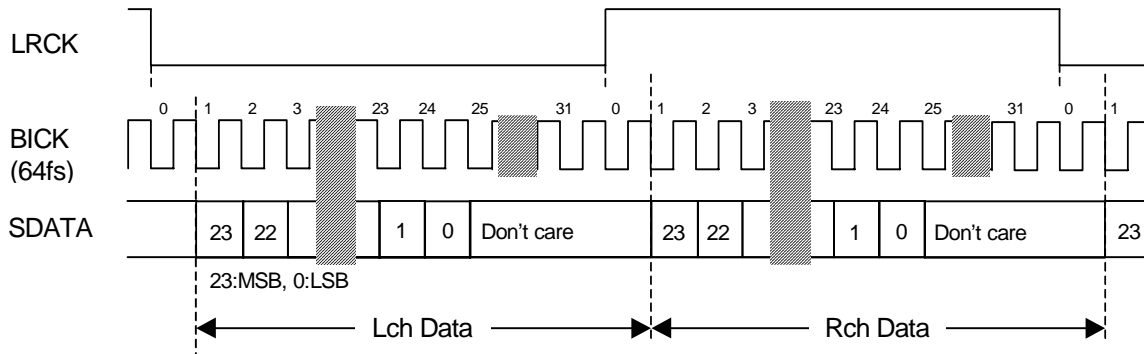 LRCK
0 1 2 3 23 24 25 31 0 1 2 3 23 24 25 31 0 1
BICK
(64fs)
SDATA 23 22 1 0 Don't care 23 22 1 0 Don't care 23
23:MSB, 0:LSB
Lch Data Rch Data